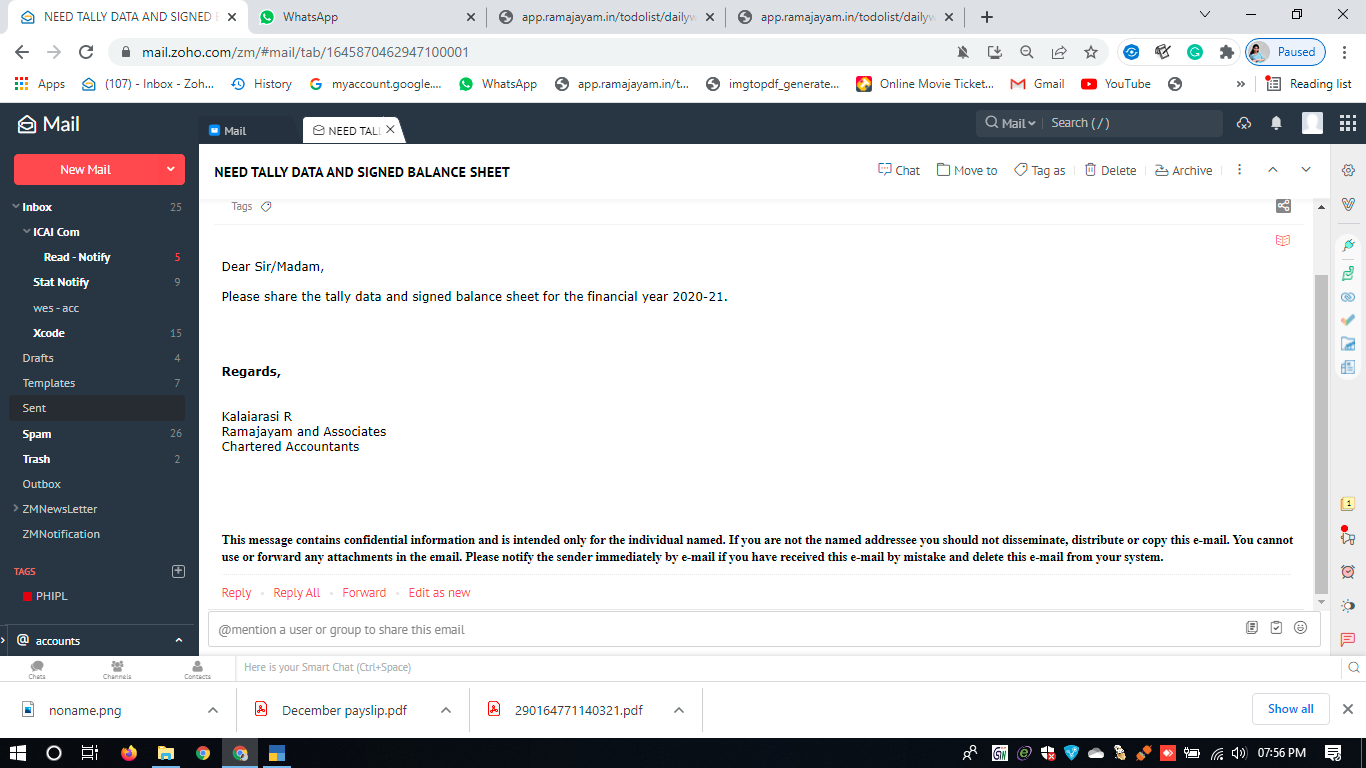 NEED TALLY DATA AND SIGNED B
WhatsApp
app.ramajayam.in/todolist/dailyw
app.ramajayam.in/todolist/dailyw
mail.zoho.com/zm/#mail/tab/1645870462947100001
Paused
Apps
(107) - Inbox - Zoh...
History
myaccount.google....
WhatsApp
app.ramajayam.in/t...
imgtopdf_generate...
Online Movie Ticket...
Gmail
YouTube
»
Reading list
Mail
Mail
NEED TALL
Mail
Search ( / )
New Mail
NEED TALLY DATA AND SIGNED BALANCE SHEET
Chat
Move to
Tag as
Delete
Archive
Inbox 25
ICAI Com
Read - Notify 5
Stat Notify 9
wes - acc
Xcode 15
Drafts 4
Templates 7
Sent
Spam 26
Trash 2
Outbox
ZMNewsLetter
ZMNotification
TAGS
PHIPL
@ accounts
Tags
Dear Sir/Madam,
Please share the tally data and signed balance sheet for the financial year 2020-21.
Regards,
Kalaiarasi R
Ramajayam and Associates
Chartered Accountants
This message contains confidential information and is intended only for the individual named. If you are not the named addressee you should not disseminate, distribute or copy this e-mail. You cannot
use or forward any attachments in the email. Please notify the sender immediately by e-mail if you have received this e-mail by mistake and delete this e-mail from your system.
Reply
Reply All
Forward
Edit as new
@mention a user or group to share this email
1
Chats
Channels
Contacts
Here is your Smart Chat (Ctrl+Space)
noname.png
December payslip.pdf
290164771140321.pdf
Show all
07:56 PM